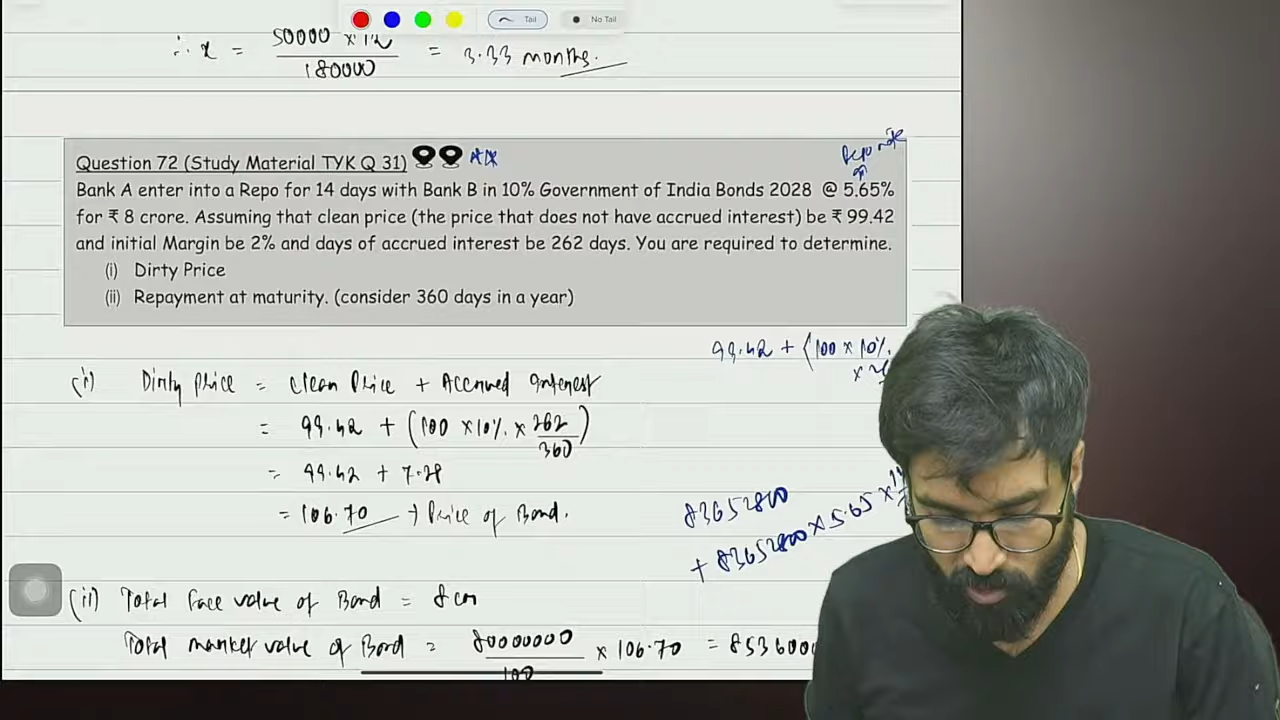 Tail
No Tail
∴ x = 50000 × 12 / 180000 = 3.33 months.
Question 72 (Study Material TYK Q 31)
Repo rate
Bank A enter into a Repo for 14 days with Bank B in 10% Government of India Bonds 2028 @ 5.65%
for ₹ 8 crore. Assuming that clean price (the price that does not have accrued interest) be ₹ 99.42
and initial Margin be 2% and days of accrued interest be 262 days. You are required to determine.
(i) Dirty Price
(ii) Repayment at maturity. (consider 360 days in a year)
99.42 + (100 × 10%.
(i) Dirty Price = Clean Price + Accrued Interest
= 99.42 + (100 × 10%. × 262/360)
= 99.42 + 7.28
= 106.70 → Price of Bond.
83652800
+ 83652800 × 5.65 ×
(ii) Total Face value of Bond = 8 cr
Total market value of Bond = 80000000 / 100 × 106.70 = 853600